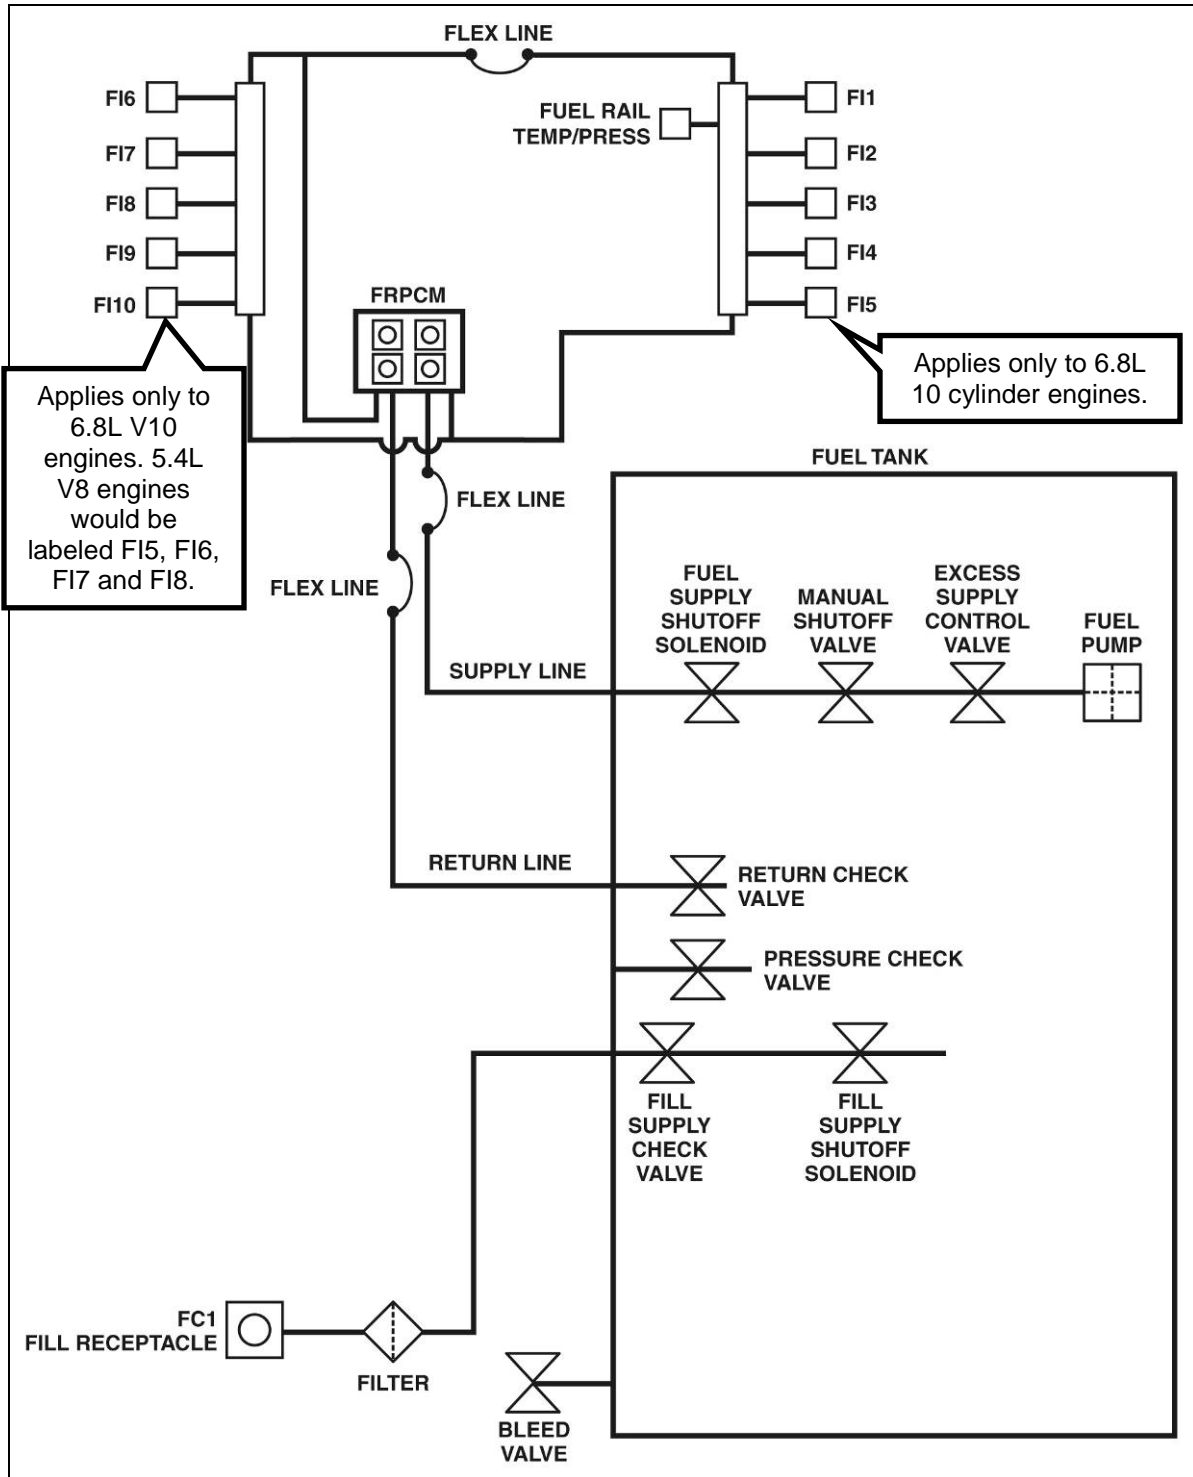 FLEX LINE
FI6
FI7
FI8
FI9
FI10
FUEL RAIL
TEMP/PRESS
FI1
FI2
FI3
FI4
FI5
FRPCM
Applies only to
6.8L V10
engines. 5.4L
V8 engines
would be
labeled FI5, FI6,
FI7 and FI8.
Applies only to 6.8L
10 cylinder engines.
FLEX LINE
FLEX LINE
FUEL TANK
FUEL
SUPPLY
SHUTOFF
SOLENOID
MANUAL
SHUTOFF
VALVE
EXCESS
SUPPLY
CONTROL
VALVE
FUEL
PUMP
SUPPLY LINE
RETURN LINE
RETURN CHECK
VALVE
PRESSURE CHECK
VALVE
FILL
SUPPLY
CHECK
VALVE
FILL
SUPPLY
SHUTOFF
SOLENOID
FC1
FILL RECEPTACLE
FILTER
BLEED
VALVE